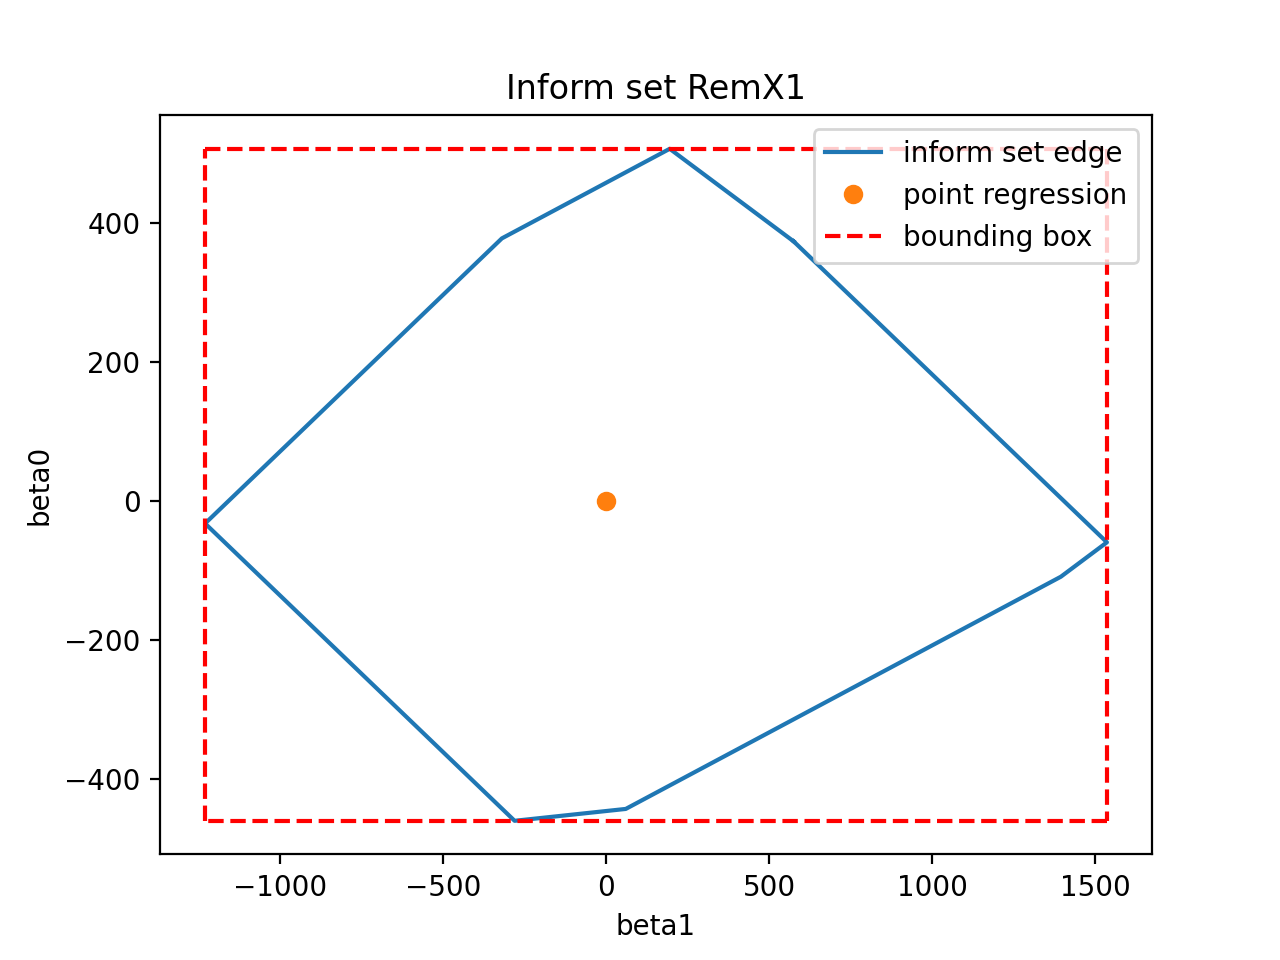 Inform set RemX1
inform set edge
point regression
bounding box
400
200
0
−200
−400
beta0
−1000
−500
0
500
1000
1500
beta1